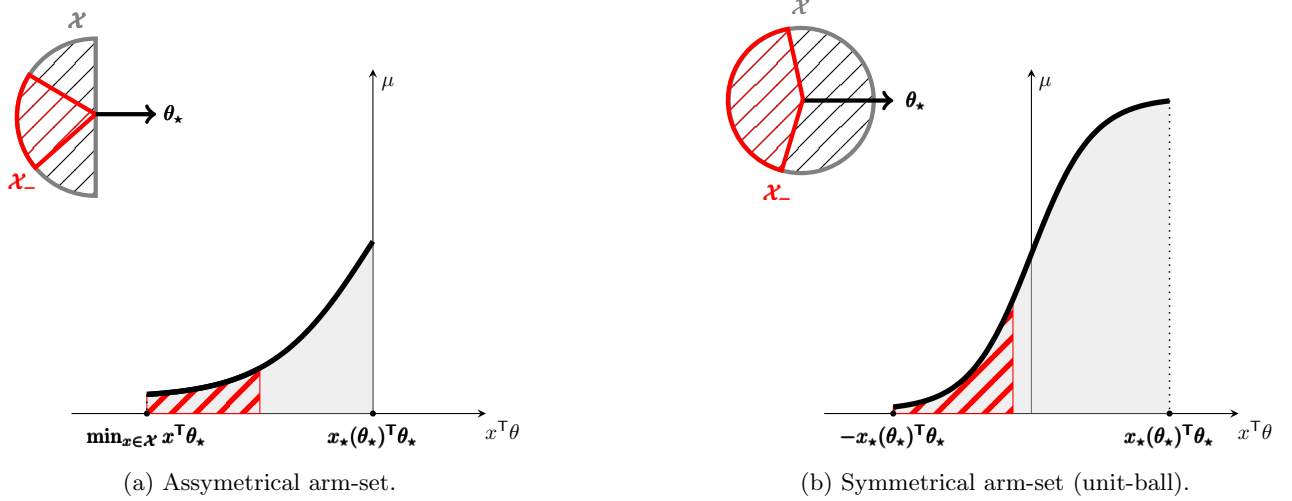 𝒳
θ⋆
𝒳₋
μ
min_{x∈𝒳} x^T θ⋆
x⋆(θ⋆)^T θ⋆
x^T θ
(a) Assymetrical arm-set.
𝒳
θ⋆
𝒳₋
μ
−x⋆(θ⋆)^T θ⋆
x⋆(θ⋆)^T θ⋆
x^T θ
(b) Symmetrical arm-set (unit-ball).